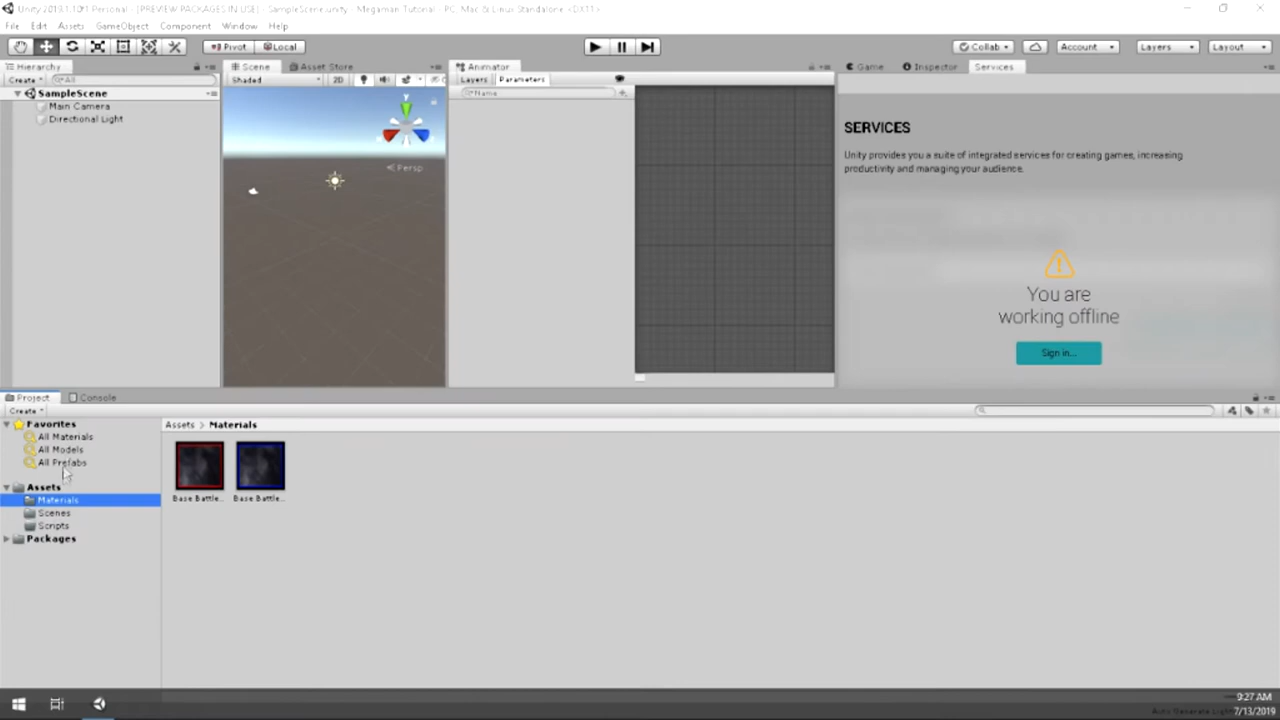 Unity 2019.1.10f1 Personal - [PREVIEW PACKAGES IN USE] - SampleScene.unity - Megaman Tutorial - PC, Mac & Linux Standalone <DX11>
File Edit Assets GameObject Component Window Help
Pivot Local Collab Account Layers Layout
Hierarchy Scene Asset Store Animator Game Inspector Services
Create All Shaded 2D Layers Parameters
SampleScene Name
Main Camera
Directional Light
y
Persp
SERVICES
Unity provides you a suite of integrated services for creating games, increasing
productivity and managing your audience.
You are
working offline
Sign in...
Project Console
Create
Favorites Assets > Materials
All Materials
All Models
All Prefabs
Assets
Materials Base Battle... Base Battle...
Scenes
Scripts
Packages
9:27 AM
7/13/2019